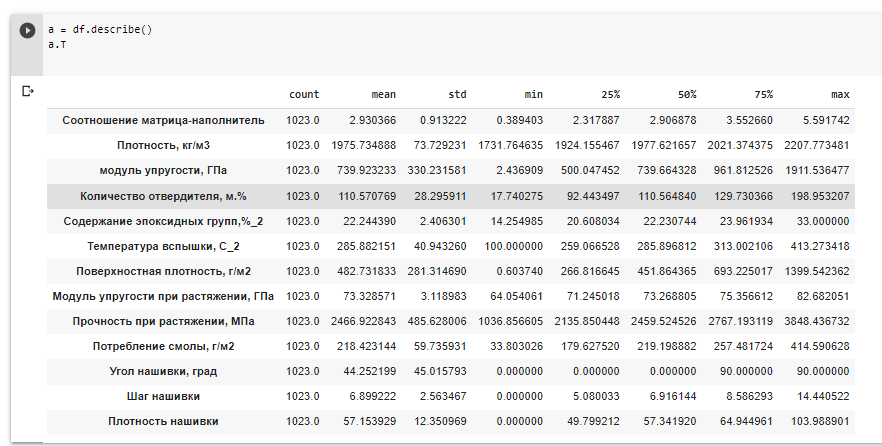 a = df.describe()
a.T
count mean std min 25% 50% 75% max
Соотношение матрица-наполнитель 1023.0 2.930366 0.913222 0.389403 2.317887 2.906878 3.552660 5.591742
Плотность, кг/м3 1023.0 1975.734888 73.729231 1731.764635 1924.155467 1977.621657 2021.374375 2207.773481
модуль упругости, ГПа 1023.0 739.923233 330.231581 2.436909 500.047452 739.664328 961.812526 1911.536477
Количество отвердителя, м.% 1023.0 110.570769 28.295911 17.740275 92.443497 110.564840 129.730366 198.953207
Содержание эпоксидных групп,%_2 1023.0 22.244390 2.406301 14.254985 20.608034 22.230744 23.961934 33.000000
Температура вспышки, С_2 1023.0 285.882151 40.943260 100.000000 259.066528 285.896812 313.002106 413.273418
Поверхностная плотность, г/м2 1023.0 482.731833 281.314690 0.603740 266.816645 451.864365 693.225017 1399.542362
Модуль упругости при растяжении, ГПа 1023.0 73.328571 3.118983 64.054061 71.245018 73.268805 75.356612 82.682051
Прочность при растяжении, МПа 1023.0 2466.922843 485.628006 1036.856605 2135.850448 2459.524526 2767.193119 3848.436732
Потребление смолы, г/м2 1023.0 218.423144 59.735931 33.803026 179.627520 219.198882 257.481724 414.590628
Угол нашивки, град 1023.0 44.252199 45.015793 0.000000 0.000000 0.000000 90.000000 90.000000
Шаг нашивки 1023.0 6.899222 2.563467 0.000000 5.080033 6.916144 8.586293 14.440522
Плотность нашивки 1023.0 57.153929 12.350969 0.000000 49.799212 57.341920 64.944961 103.988901